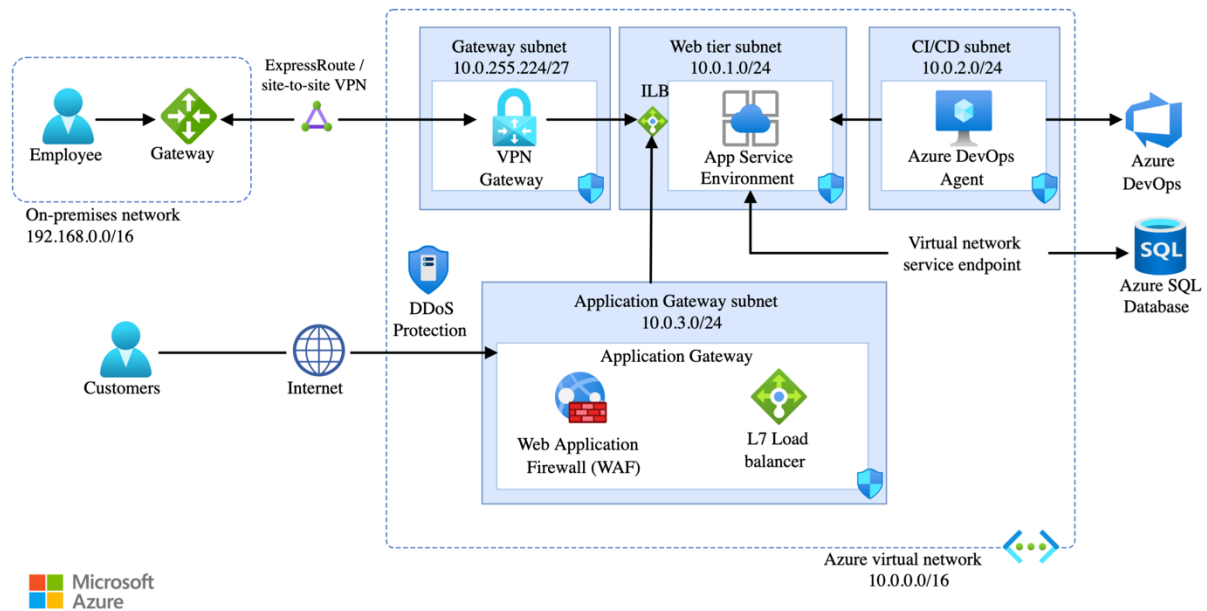 Gateway subnet
10.0.255.224/27
Web tier subnet
10.0.1.0/24
CI/CD subnet
10.0.2.0/24
ExpressRoute /
site-to-site VPN
ILB
Employee
Gateway
VPN
Gateway
App Service
Environment
Azure DevOps
Agent
Azure
DevOps
On-premises network
192.168.0.0/16
Virtual network
service endpoint
SQL
Azure SQL
Database
DDoS
Protection
Application Gateway subnet
10.0.3.0/24
Application Gateway
Customers
Internet
Web Application
Firewall (WAF)
L7 Load
balancer
Azure virtual network
10.0.0.0/16
Microsoft
Azure